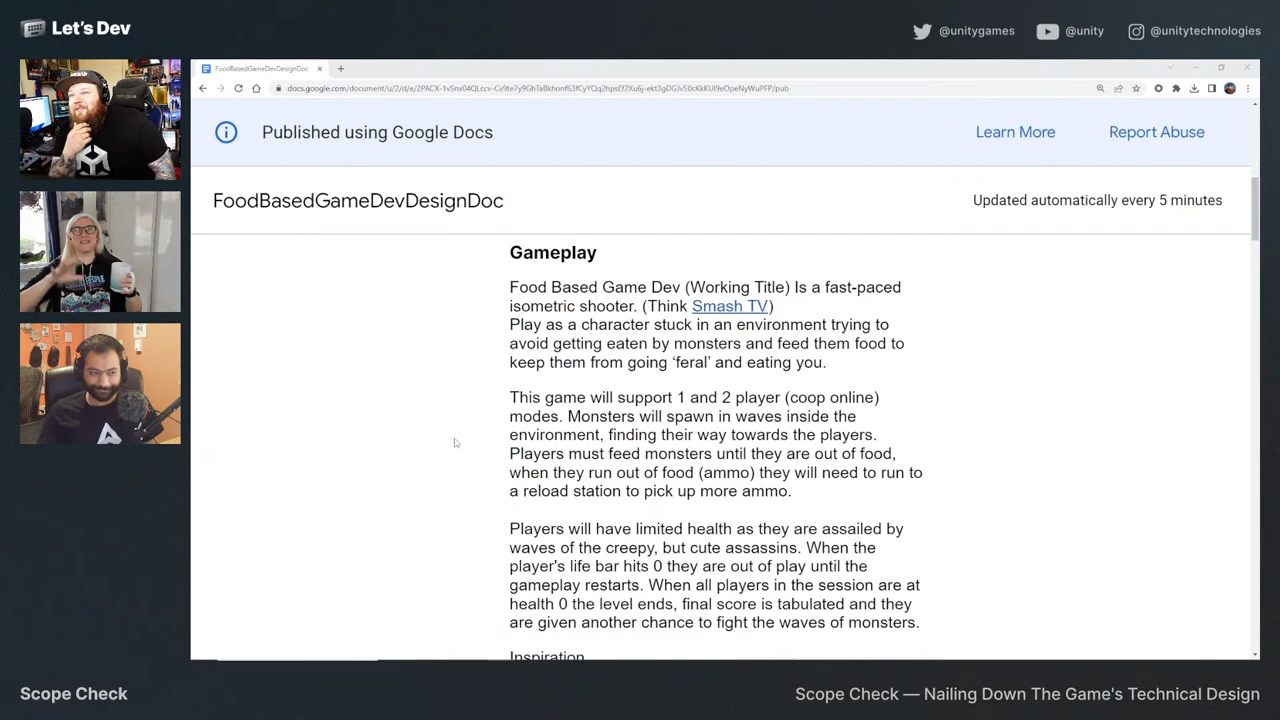 Let's Dev
@unitygames
@unity
@unitytechnologies
FoodBasedGameDevDesignDoc
Published using Google Docs
Learn More
Report Abuse
FoodBasedGameDevDesignDoc
Updated automatically every 5 minutes
Gameplay
Food Based Game Dev (Working Title) Is a fast-paced
isometric shooter. (Think Smash TV)
Play as a character stuck in an environment trying to
avoid getting eaten by monsters and feed them food to
keep them from going ‘feral’ and eating you.
This game will support 1 and 2 player (coop online)
modes. Monsters will spawn in waves inside the
environment, finding their way towards the players.
Players must feed monsters until they are out of food,
when they run out of food (ammo) they will need to run to
a reload station to pick up more ammo.
Players will have limited health as they are assailed by
waves of the creepy, but cute assassins. When the
player's life bar hits 0 they are out of play until the
gameplay restarts. When all players in the session are at
health 0 the level ends, final score is tabulated and they
are given another chance to fight the waves of monsters.
Inspiration
Scope Check
Scope Check — Nailing Down The Game's Technical Design